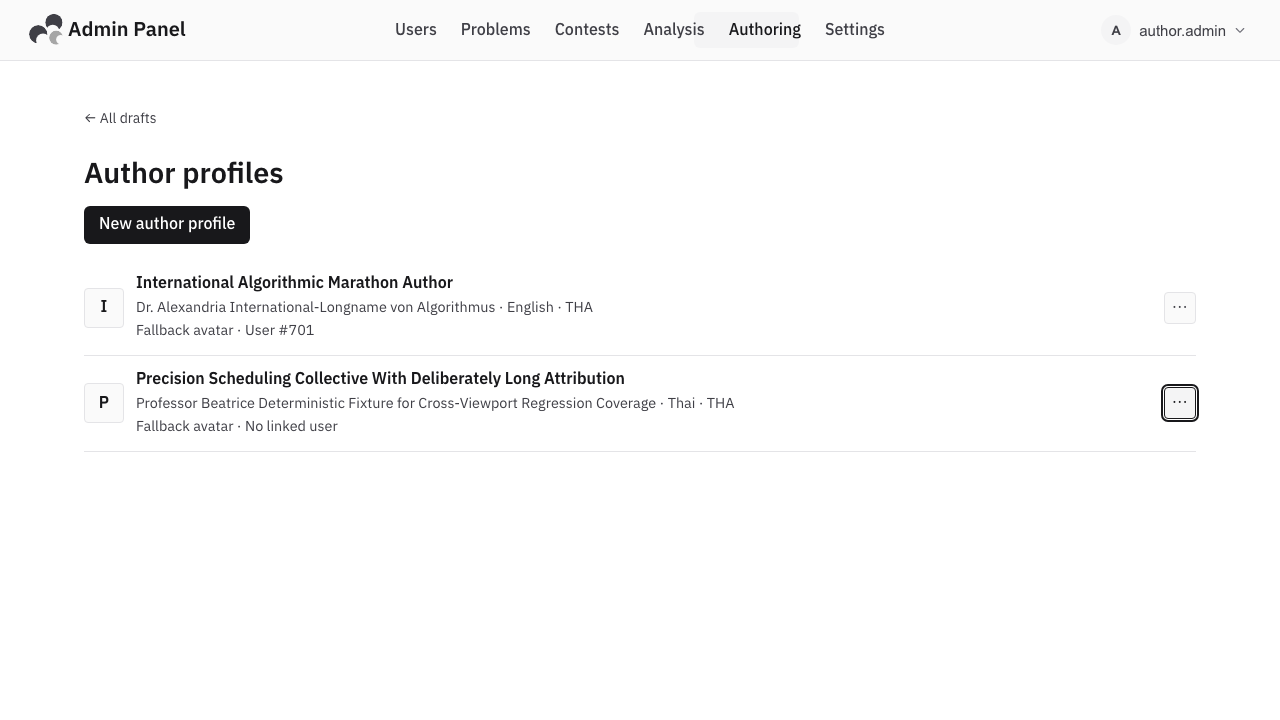 Admin Panel
Users Problems Contests Analysis Authoring Settings
A author.admin
← All drafts
Author profiles
New author profile
I
International Algorithmic Marathon Author
Dr. Alexandria International-Longname von Algorithmus · English · THA
Fallback avatar · User #701
···
P
Precision Scheduling Collective With Deliberately Long Attribution
Professor Beatrice Deterministic Fixture for Cross-Viewport Regression Coverage · Thai · THA
Fallback avatar · No linked user
···